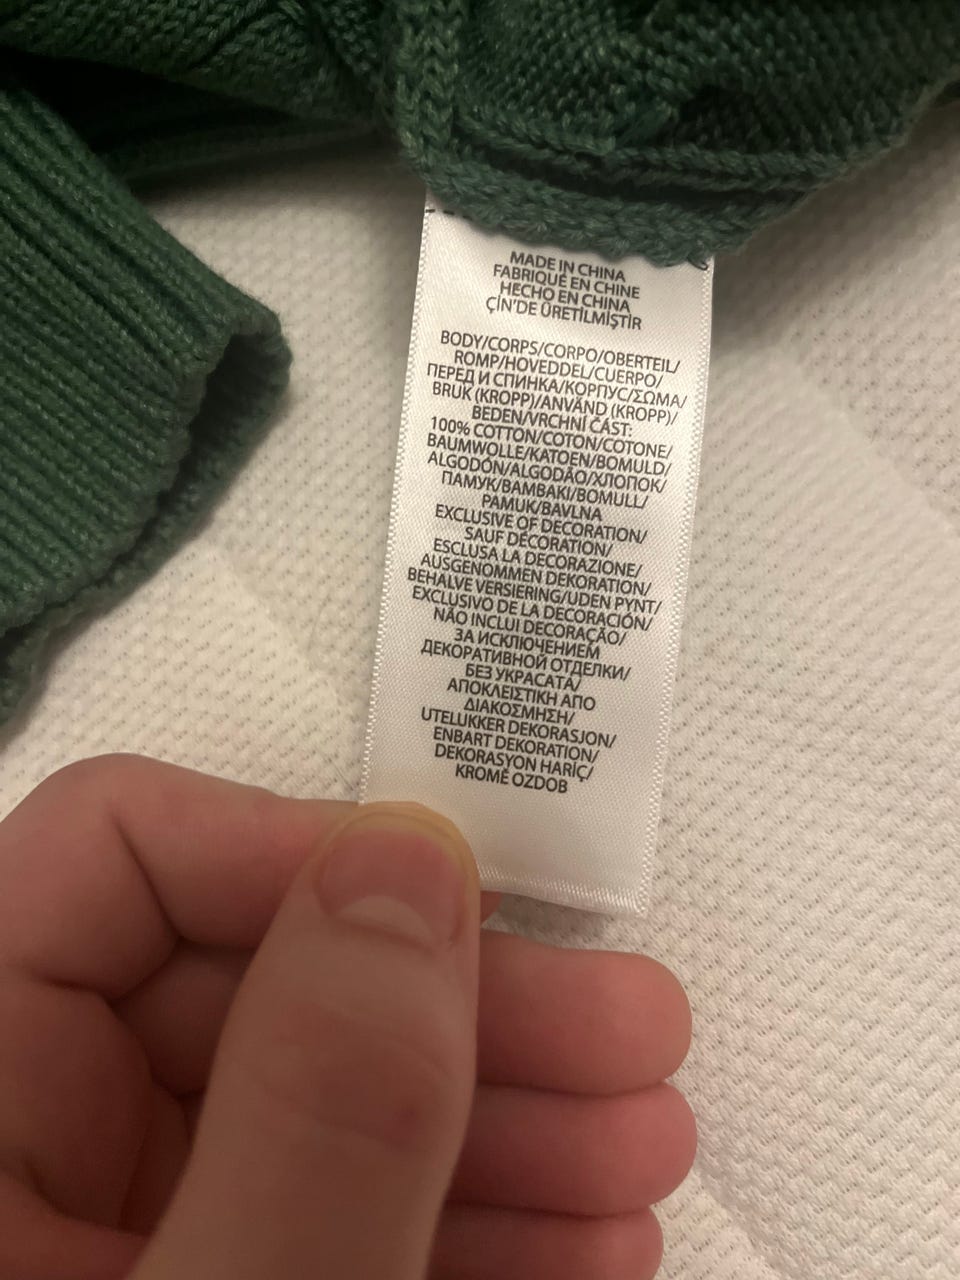 MADE IN CHINA
FABRIQUÉ EN CHINE
HECHO EN CHINA
ÇİN'DE ÜRETİLMİŞTİR
BODY/CORPS/CORPO/OBERTEIL/
ROMP/HOVEDDEL/CUERPO/
ПЕРЕД И СПИНКА/КОРПУС/ΣΩΜΑ/
BRUK (KROPP)/ANVÄND (KROPP)/
BEDEN/VRCHNÍ ČÁST:
100% COTTON/COTON/COTONE/
BAUMWOLLE/KATOEN/BOMULD/
ALGODÓN/ALGODÃO/ХЛОПОК/
ПАМУК/BAMBAKI/BOMULL/
PAMUK/BAVLNA
EXCLUSIVE OF DECORATION/
SAUF DÉCORATION/
ESCLUSA LA DECORAZIONE/
AUSGENOMMEN DEKORATION/
BEHALVE VERSIERING/UDEN PYNT/
EXCLUSIVO DE LA DECORACIÓN/
NÃO INCLUI DECORAÇÃO/
ЗА ИСКЛЮЧЕНИЕМ
ДЕКОРАТИВНОЙ ОТДЕЛКИ/
БЕЗ УКРАСАТА/
ΑΠΟΚΛΕΙΣΤΙΚΗ ΑΠΟ
ΔΙΑΚΟΣΜΗΣΗ/
UTELUKKER DEKORASJON/
ENBART DEKORATION/
DEKORASYON HARİÇ/
KROMĚ OZDOB